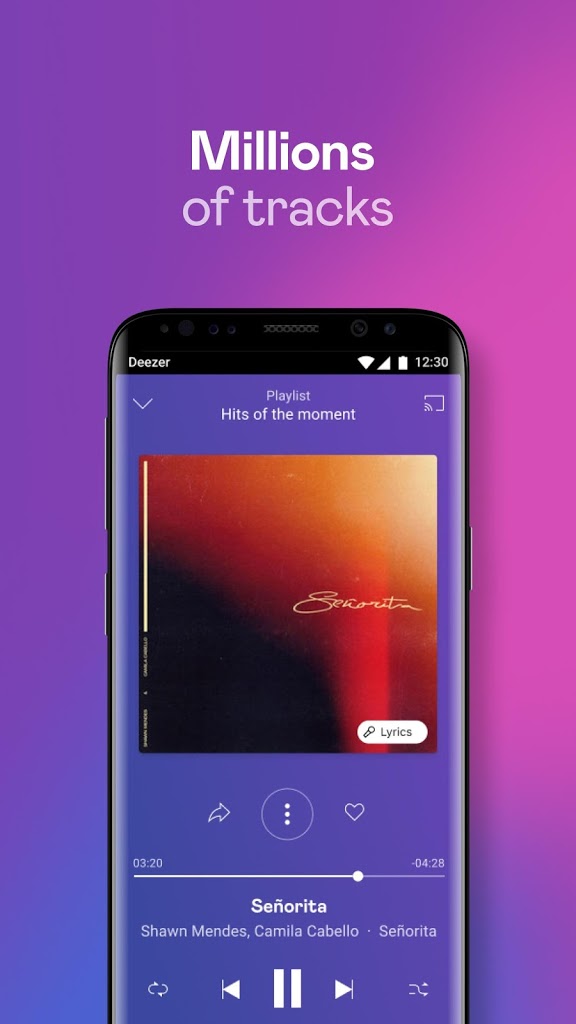 Millions
of tracks
Deezer 12:30
Playlist
Hits of the moment
Señorita
SHAWN MENDES & CAMILA CABELLO
Lyrics
03:20 -04:28
Señorita
Shawn Mendes, Camila Cabello · Señorita